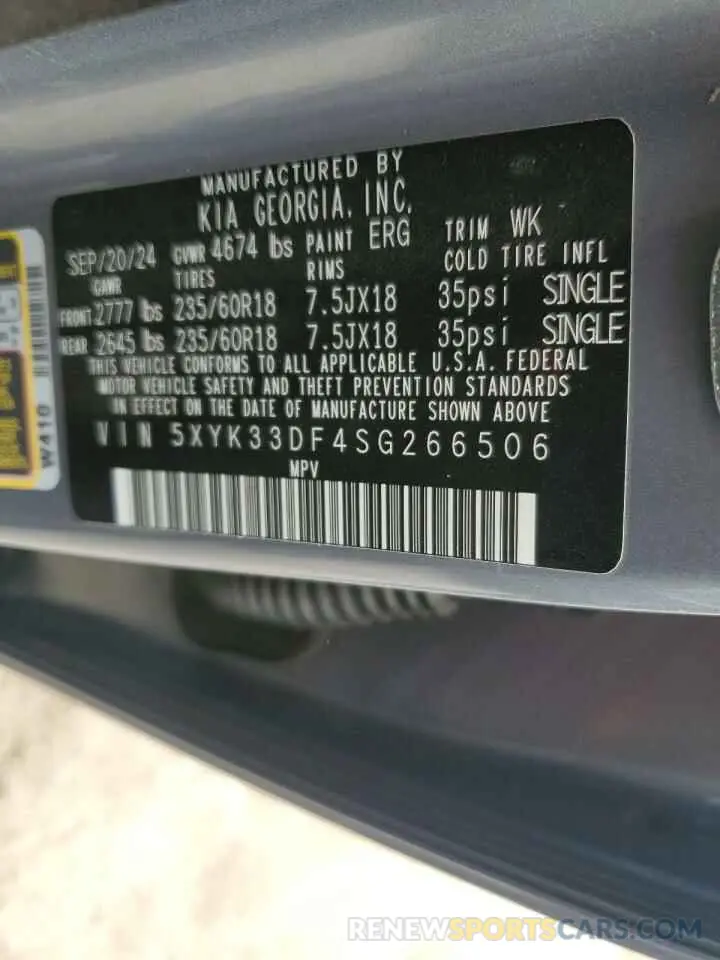 MANUFACTURED BY
KIA GEORGIA, INC.
SEP/20/24 GVWR 4674 lbs PAINT ERG TRIM WK
GAWR TIRES RIMS COLD TIRE INFL
FRONT 2777 lbs 235/60R18 7.5JX18 35psi SINGLE
REAR 2645 lbs 235/60R18 7.5JX18 35psi SINGLE
THIS VEHICLE CONFORMS TO ALL APPLICABLE U.S.A. FEDERAL
MOTOR VEHICLE SAFETY AND THEFT PREVENTION STANDARDS
IN EFFECT ON THE DATE OF MANUFACTURE SHOWN ABOVE
VIN 5XYK33DF4SG266506
MPV
W410
RENEWSPORTSCARS.COM